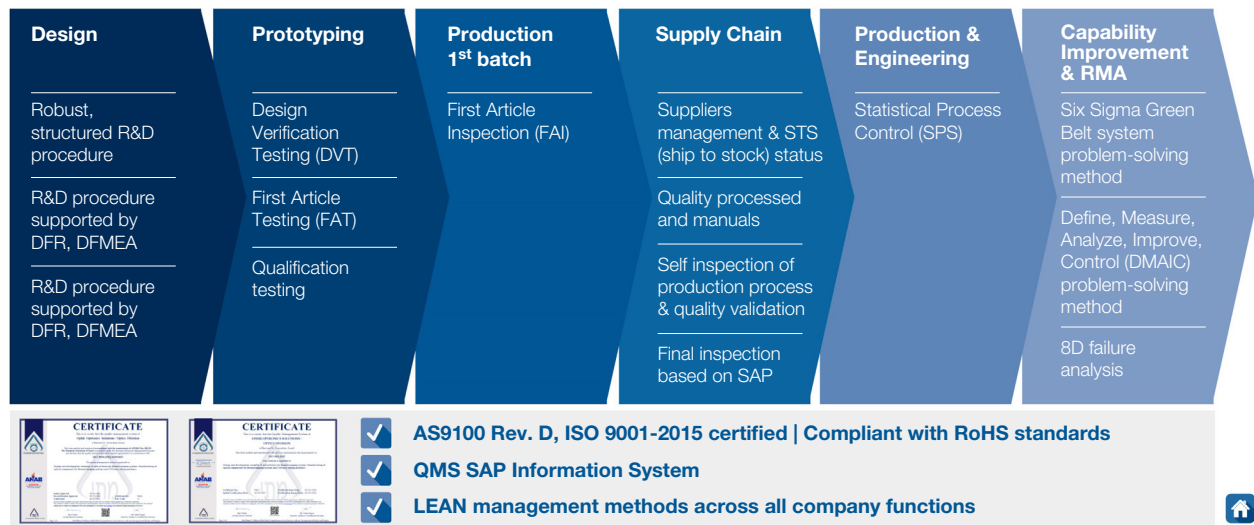 Design
Robust,
structured R&D
procedure
R&D procedure
supported by
DFR, DFMEA
R&D procedure
supported by
DFR, DFMEA
Prototyping
Design
Verification
Testing (DVT)
First Article
Testing (FAT)
Qualification
testing
Production
1st batch
First Article
Inspection (FAI)
Supply Chain
Suppliers
management & STS
(ship to stock) status
Quality processed
and manuals
Self inspection of
production process
& quality validation
Final inspection
based on SAP
Production &
Engineering
Statistical Process
Control (SPS)
Capability
Improvement
& RMA
Six Sigma Green
Belt system
problem-solving
method
Define, Measure,
Analyze, Improve,
Control (DMAIC)
problem-solving
method
8D failure
analysis
CERTIFICATE
ANAB
CERTIFICATE
ANAB
AS9100 Rev. D, ISO 9001-2015 certified | Compliant with RoHS standards
QMS SAP Information System
LEAN management methods across all company functions